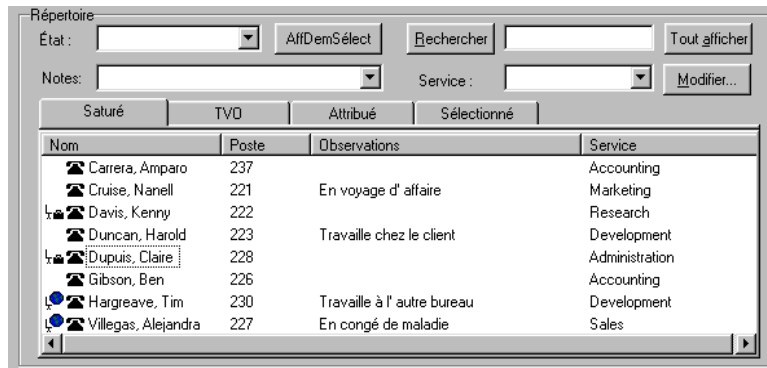 Répertoire
État : AffDemSélect Rechercher Tout afficher
Notes: Service : Modifier...
Saturé TVO Attribué Sélectionné
Nom Poste Observations Service
Carrera, Amparo 237 Accounting
Cruise, Nanell 221 En voyage d' affaire Marketing
Davis, Kenny 222 Research
Duncan, Harold 223 Travaille chez le client Development
Dupuis, Claire 228 Administration
Gibson, Ben 226 Accounting
Hargreave, Tim 230 Travaille à l' autre bureau Development
Villegas, Alejandra 227 En congé de maladie Sales